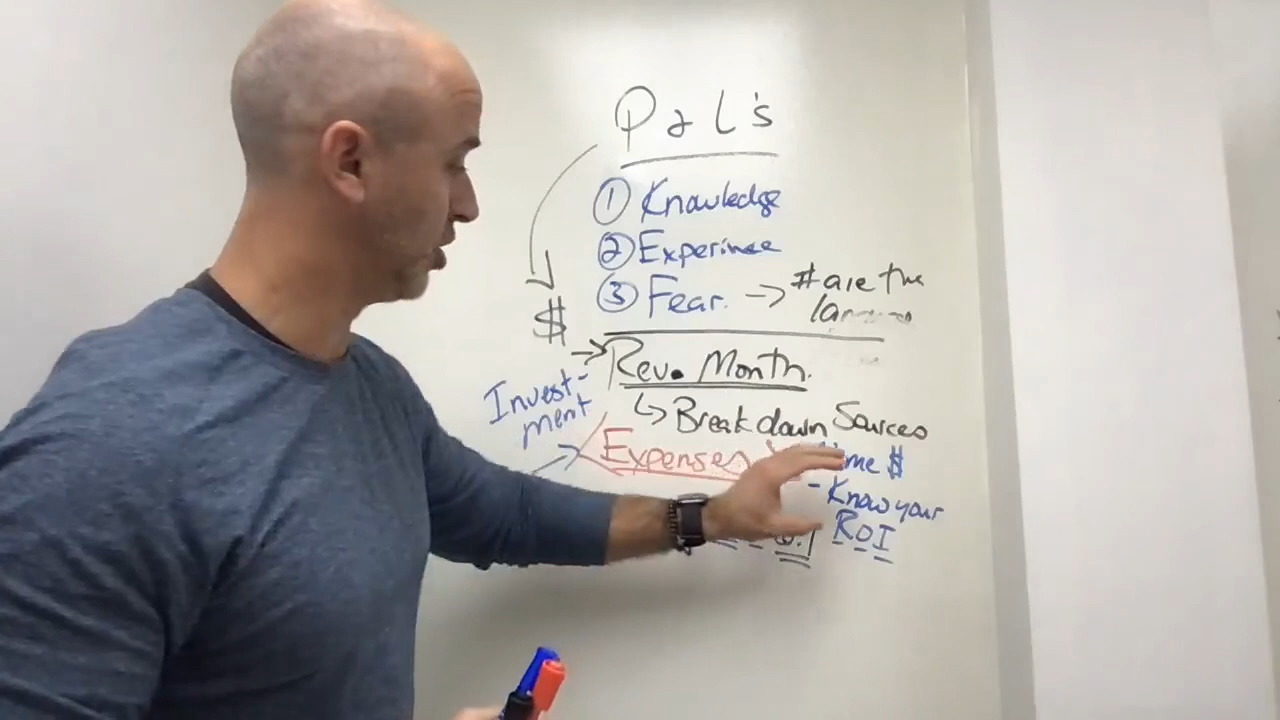 P & L's
① Knowledge
② Experince
③ Fear. → # are the
$
→ Rev. Month.
Invest-
ment
↳ Breakdown Sources
Expenses
$
- Know your
ROI